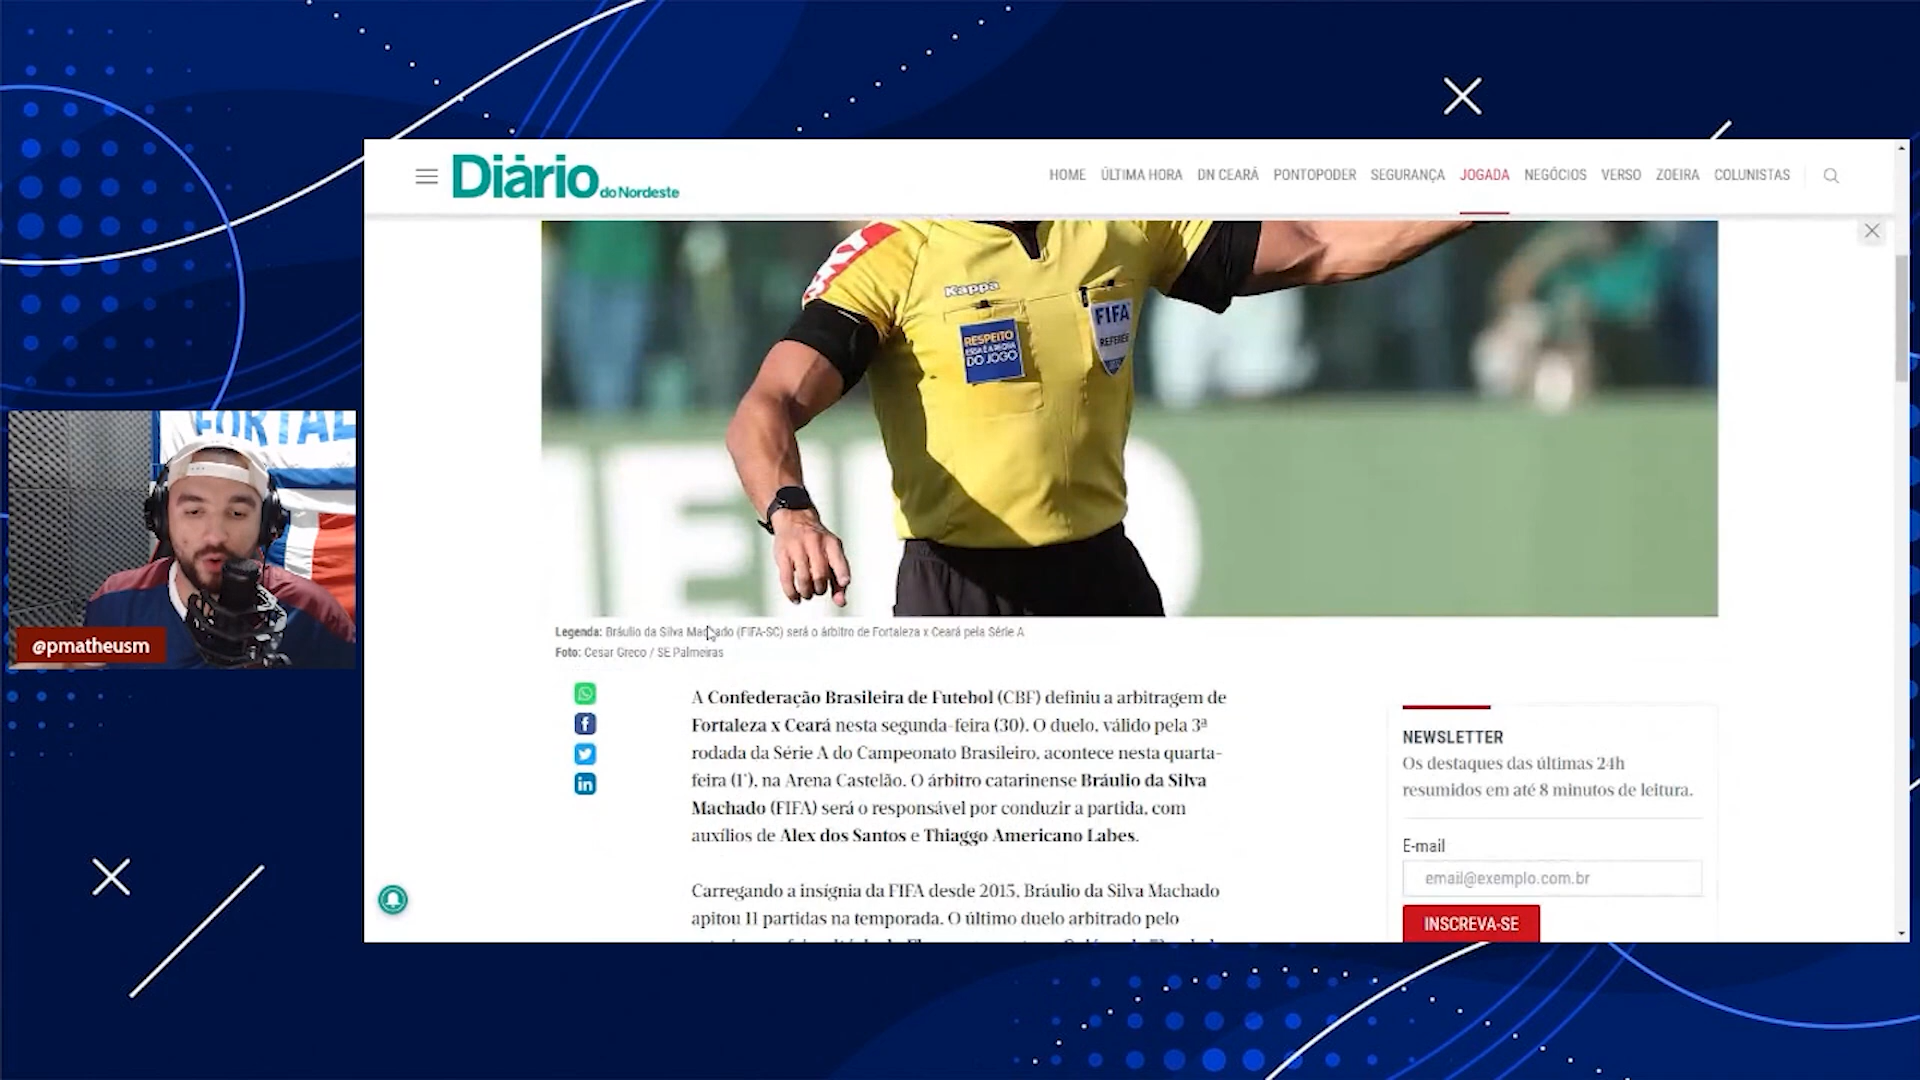 Diário do Nordeste
HOME ÚLTIMA HORA DN CEARÁ PONTOPODER SEGURANÇA JOGADA NEGÓCIOS VERSO ZOEIRA COLUNISTAS
Kappa
FIFA
REFEREE
RESPEITO
DO JOGO
FORTAL
@pmatheusm
Legenda: Bráulio da Silva Machado (FIFA-SC) será o árbitro de Fortaleza x Ceará pela Série A
Foto: Cesar Greco / SE Palmeiras
A Confederação Brasileira de Futebol (CBF) definiu a arbitragem de
Fortaleza x Ceará nesta segunda-feira (30). O duelo, válido pela 3ª
rodada da Série A do Campeonato Brasileiro, acontece nesta quarta-
feira (1°), na Arena Castelão. O árbitro catarinense Bráulio da Silva
Machado (FIFA) será o responsável por conduzir a partida, com
auxílios de Alex dos Santos e Thiaggo Americano Labes.
Carregando a insígnia da FIFA desde 2015, Bráulio da Silva Machado
apitou 11 partidas na temporada. O último duelo arbitrado pelo
NEWSLETTER
Os destaques das últimas 24h
resumidos em até 8 minutos de leitura.
E-mail
email@exemplo.com.br
INSCREVA-SE